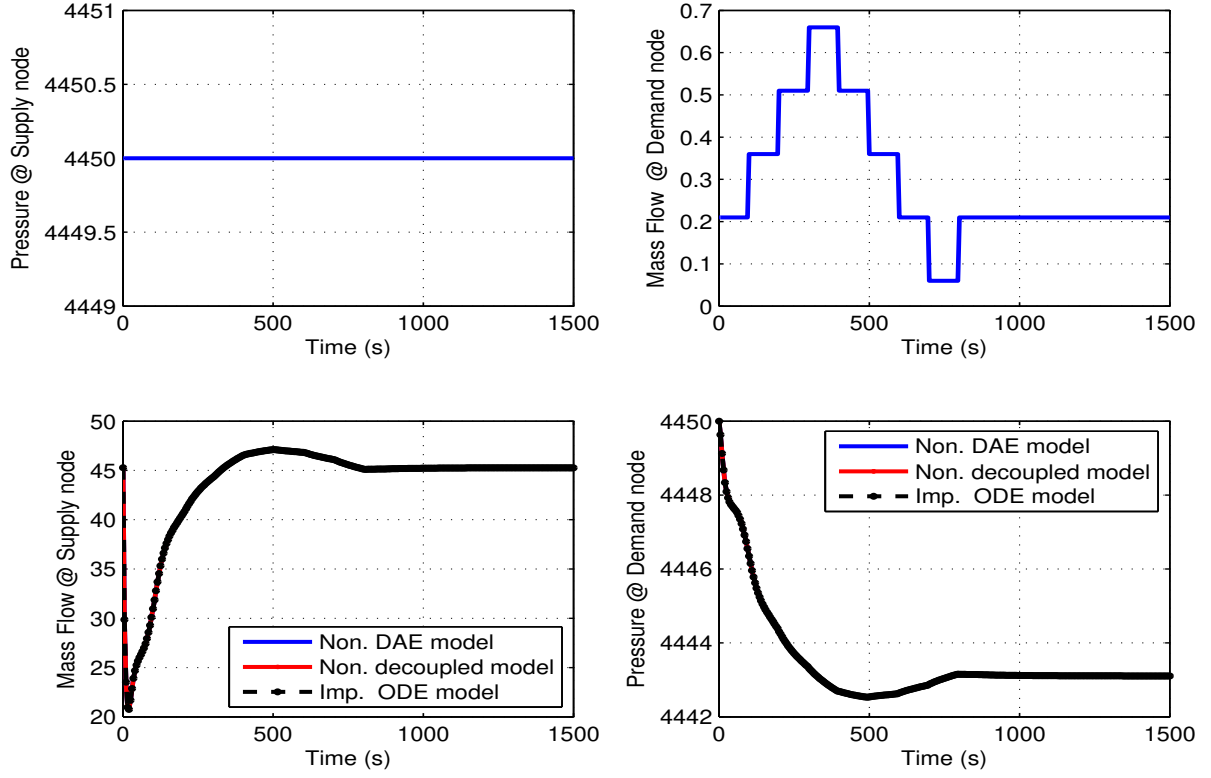 4451
4450.5
4450
4449.5
4449
0
500
1000
1500
Pressure @ Supply node
Time (s)
0.7
0.6
0.5
0.4
0.3
0.2
0.1
0
0
500
1000
1500
Mass Flow @ Demand node
Time (s)
50
45
40
35
30
25
20
0
500
1000
1500
Mass Flow @ Supply node
Time (s)
Non. DAE model
Non. decoupled model
Imp. ODE model
4450
4448
4446
4444
4442
0
500
1000
1500
Pressure @ Demand node
Time (s)
Non. DAE model
Non. decoupled model
Imp. ODE model